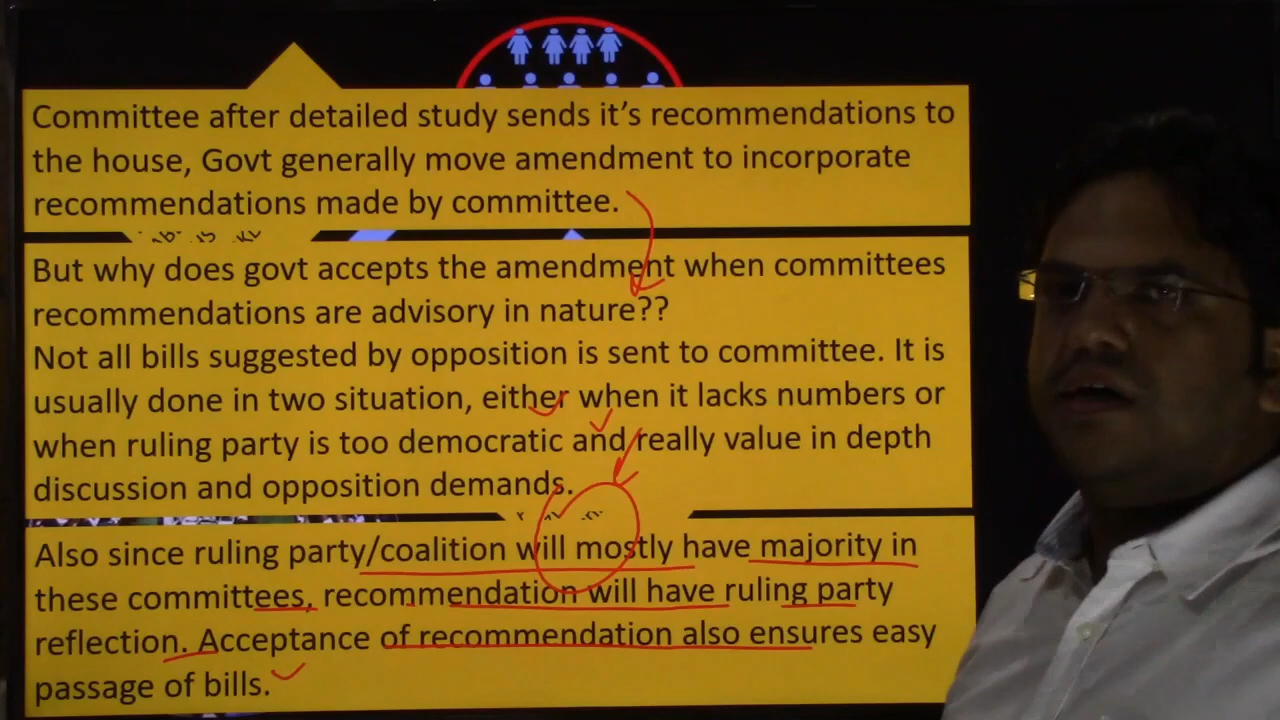 Committee after detailed study sends it's recommendations to
the house, Govt generally move amendment to incorporate
recommendations made by committee.
But why does govt accepts the amendment when committees
recommendations are advisory in nature??
Not all bills suggested by opposition is sent to committee. It is
usually done in two situation, either when it lacks numbers or
when ruling party is too democratic and really value in depth
discussion and opposition demands.
Also since ruling party/coalition will mostly have majority in
these committees, recommendation will have ruling party
reflection. Acceptance of recommendation also ensures easy
passage of bills.